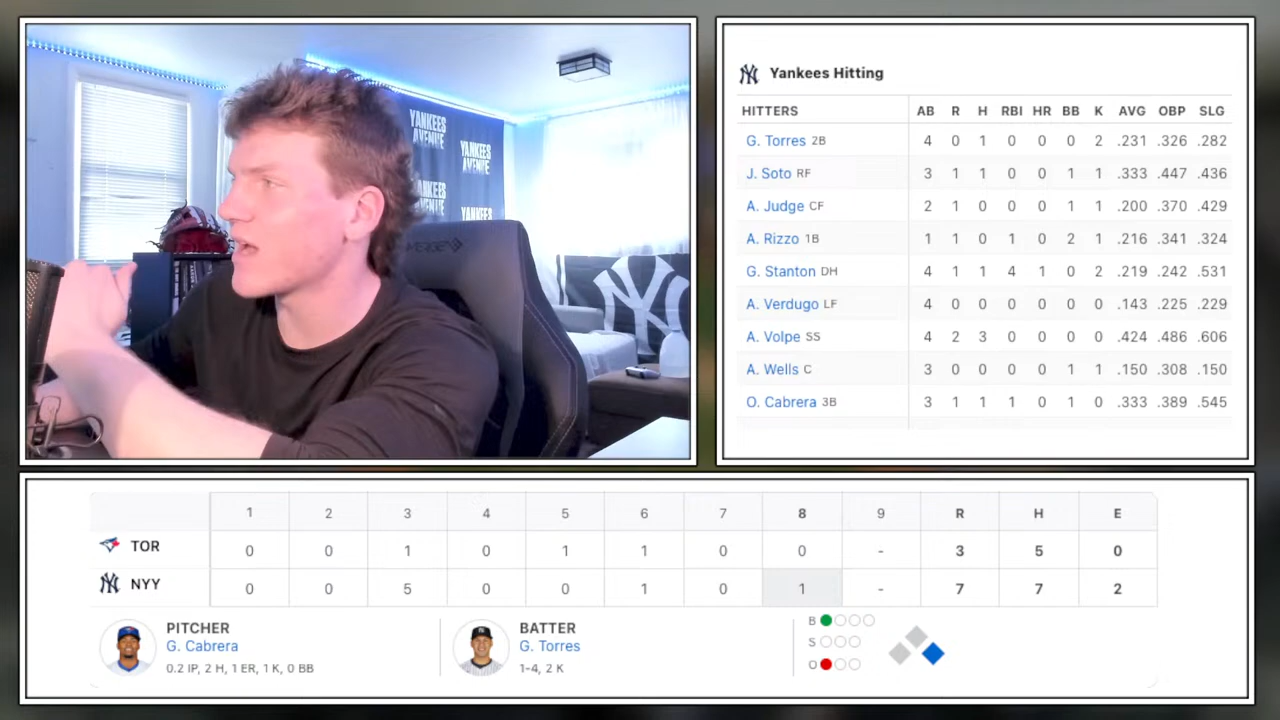 YANKEES
AVENUE
YANKEES
AVENUE
YANKEES
AVENUE
YANKEES
Yankees Hitting
HITTERS AB H RBI HR BB K AVG OBP SLG
G. Torres 2B 4 0 1 0 0 0 2 .231 .326 .282
J. Soto RF 3 1 1 0 0 1 1 .333 .447 .436
A. Judge CF 2 1 0 0 0 1 1 .200 .370 .429
A. Rizzo 1B 1 1 0 1 0 2 1 .216 .341 .324
G. Stanton DH 4 1 1 4 1 0 2 .219 .242 .531
A. Verdugo LF 4 0 0 0 0 0 0 .143 .225 .229
A. Volpe SS 4 2 3 0 0 0 0 .424 .486 .606
A. Wells C 3 0 0 0 0 1 1 .150 .308 .150
O. Cabrera 3B 3 1 1 1 0 1 0 .333 .389 .545
1 2 3 4 5 6 7 8 9 R H E
TOR 0 0 1 0 1 1 0 0 - 3 5 0
NYY 0 0 5 0 0 1 0 1 - 7 7 2
PITCHER
G. Cabrera
0.2 IP, 2 H, 1 ER, 1 K, 0 BB
BATTER
G. Torres
1-4, 2 K
B
S
O